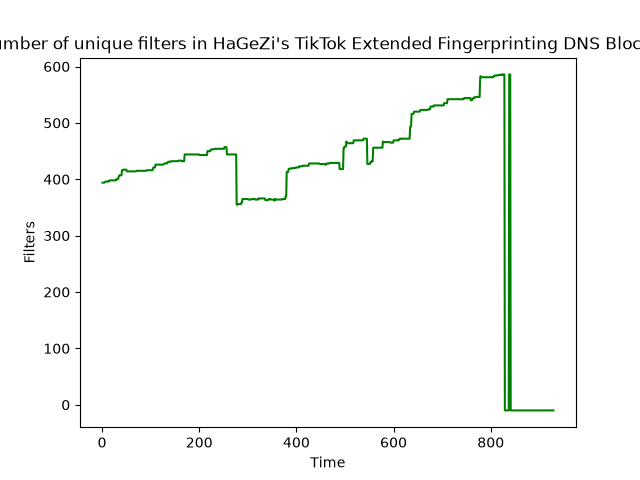 umber of unique filters in HaGeZi's TikTok Extended Fingerprinting DNS Bloc
600
500
400
300
200
100
0
Filters
0 200 400 600 800
Time